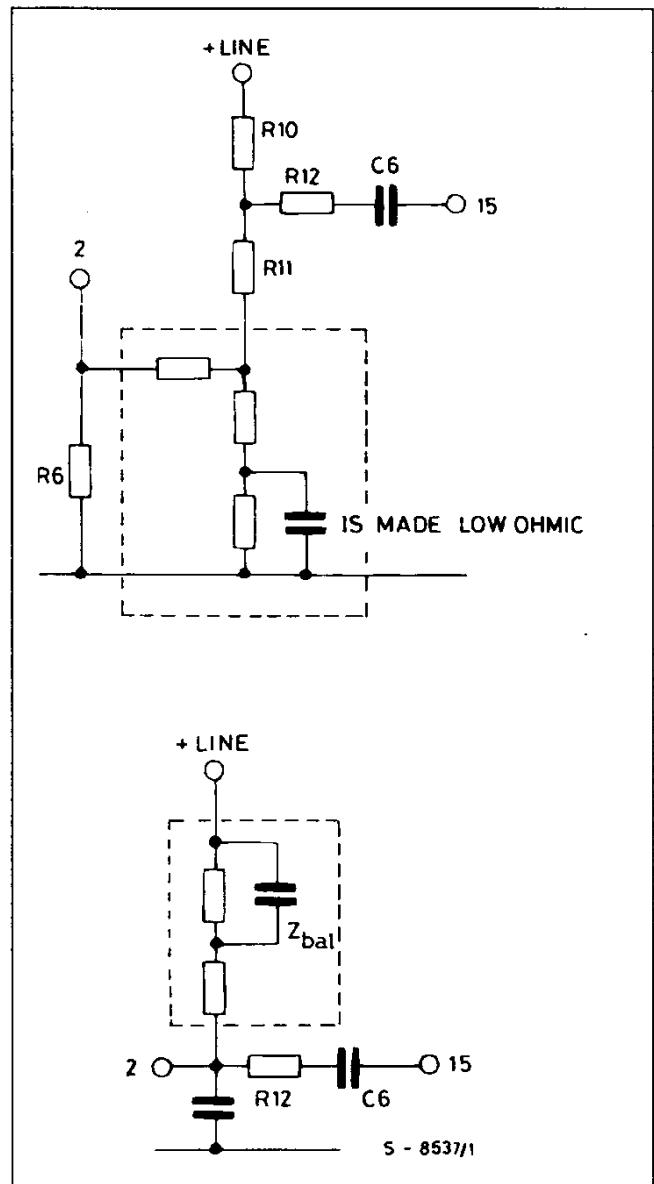 +LINE
R10
R12
C6
15
2
R11
R6
IS MADE LOW OHMIC
+ LINE
Zbal
2
R12
C6
15
S - 8537/1